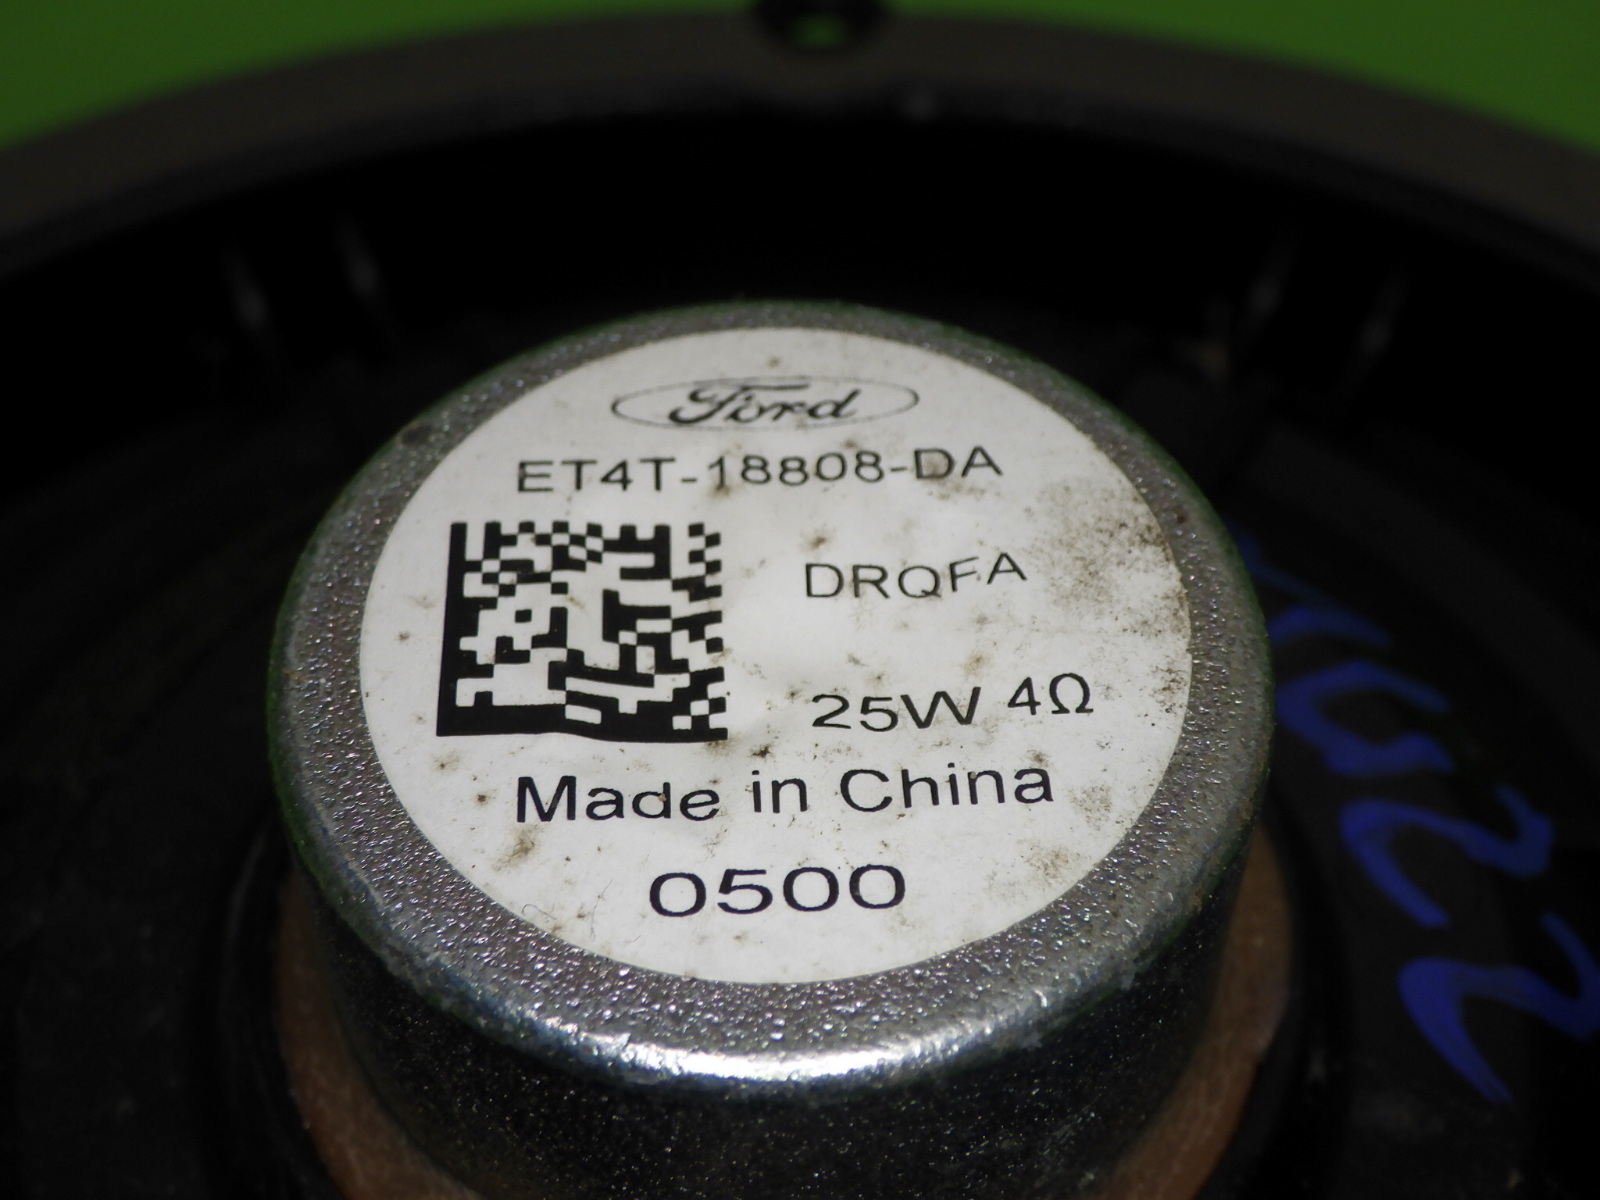 Ford
ET4T-18808-DA
DRQFA
25W 4Ω
Made in China
0500